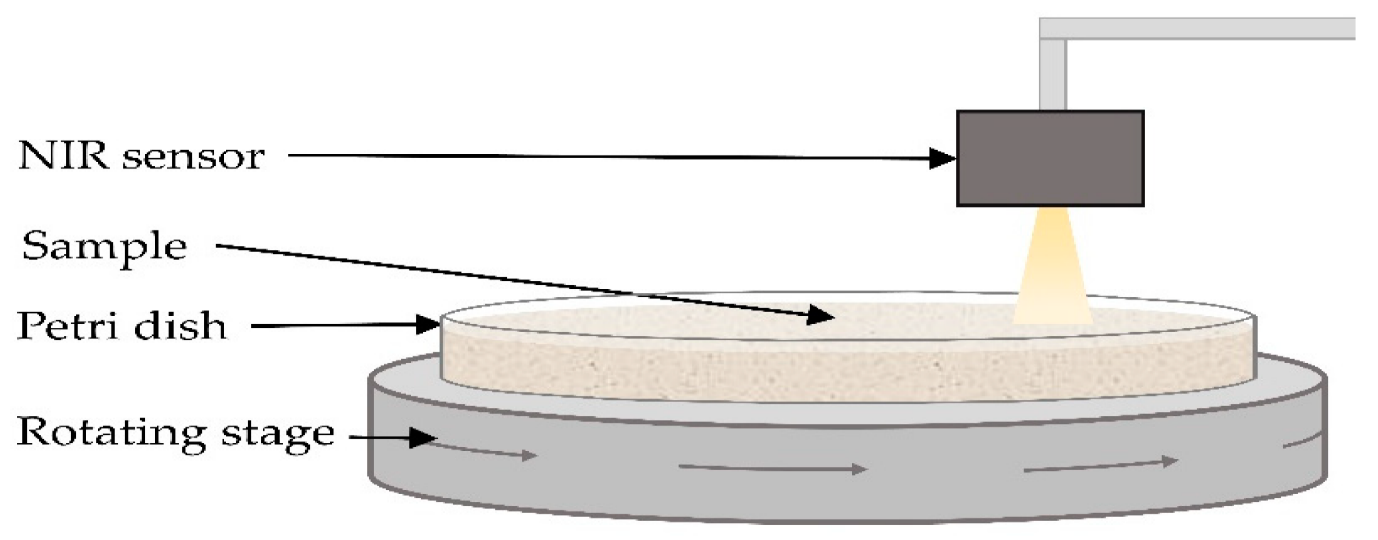 NIR sensor
Sample
Petri dish
Rotating stage